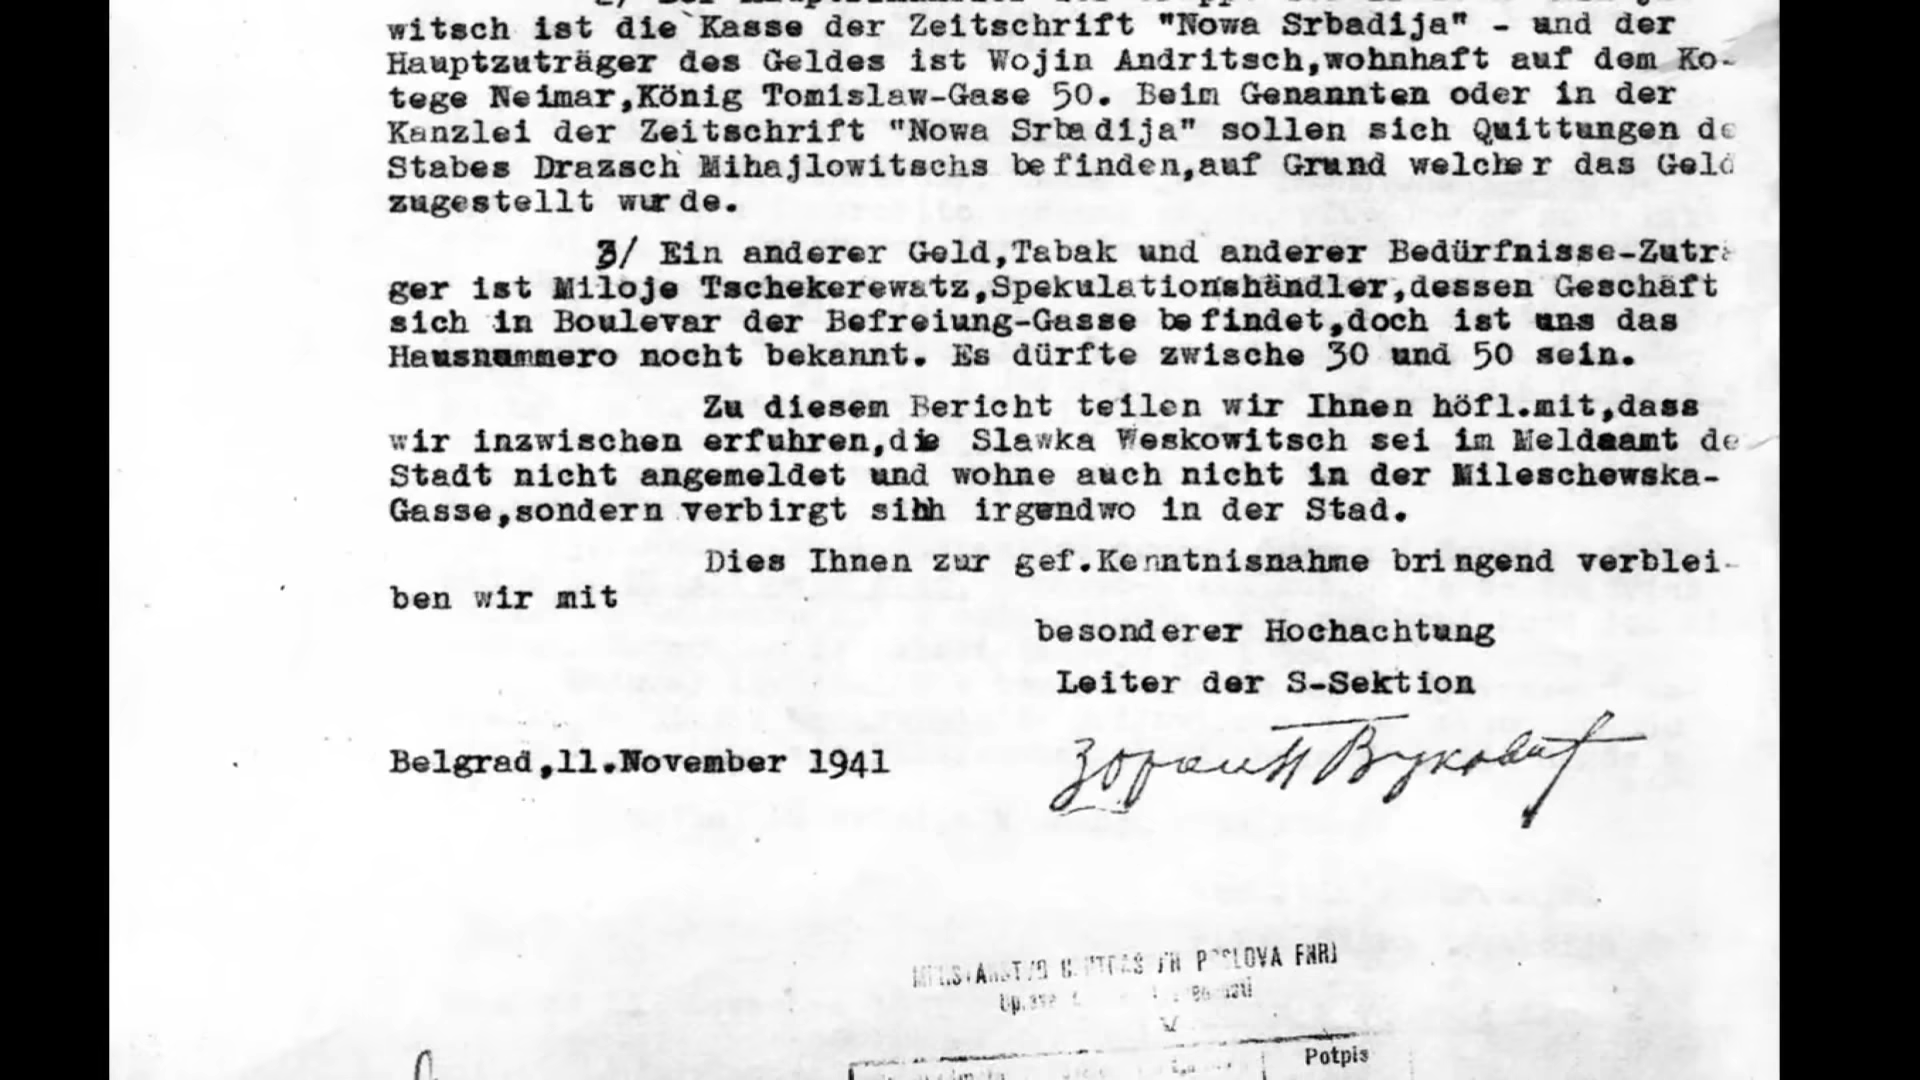 witsch ist die Kasse der Zeitschrift "Nowa Srbadija" - und der
Hauptzuträger des Geldes ist Wojin Andritsch,wohnhaft auf dem Ko-
tege Neimar,König Tomislaw-Gase 50. Beim Genannten oder in der
Kanzlei der Zeitschrift "Nowa Srbadija" sollen sich Quittungen de
Stabes Drazsch Mihajlowitschs befinden,auf Grund welcher das Geld
zugestellt wurde.
3/ Ein anderer Geld,Tabak und anderer Bedürfnisse-Zuträ
ger ist Miloje Tschekerewatz,Spekulationshändler,dessen Geschäft
sich in Boulevar der Befreiung-Gasse befindet,doch ist uns das
Hausnummero nocht bekannt. Es dürfte zwische 30 und 50 sein.
Zu diesem Bericht teilen wir Ihnen höfl.mit,dass
wir inzwischen erfuhren,die Slawka Weskowitsch sei im Meldeamt de
Stadt nicht angemeldet und wohne auch nicht in der Mileschewska-
Gasse,sondern verbirgt sihh irgendwo in der Stad.
Dies Ihnen zur gef.Kenntnisnahme bringend verblei-
ben wir mit
besonderer Hochachtung
Leiter der S-Sektion
Belgrad,11.November 1941
Вуковић
POSLOVA FNRJ
Potpis